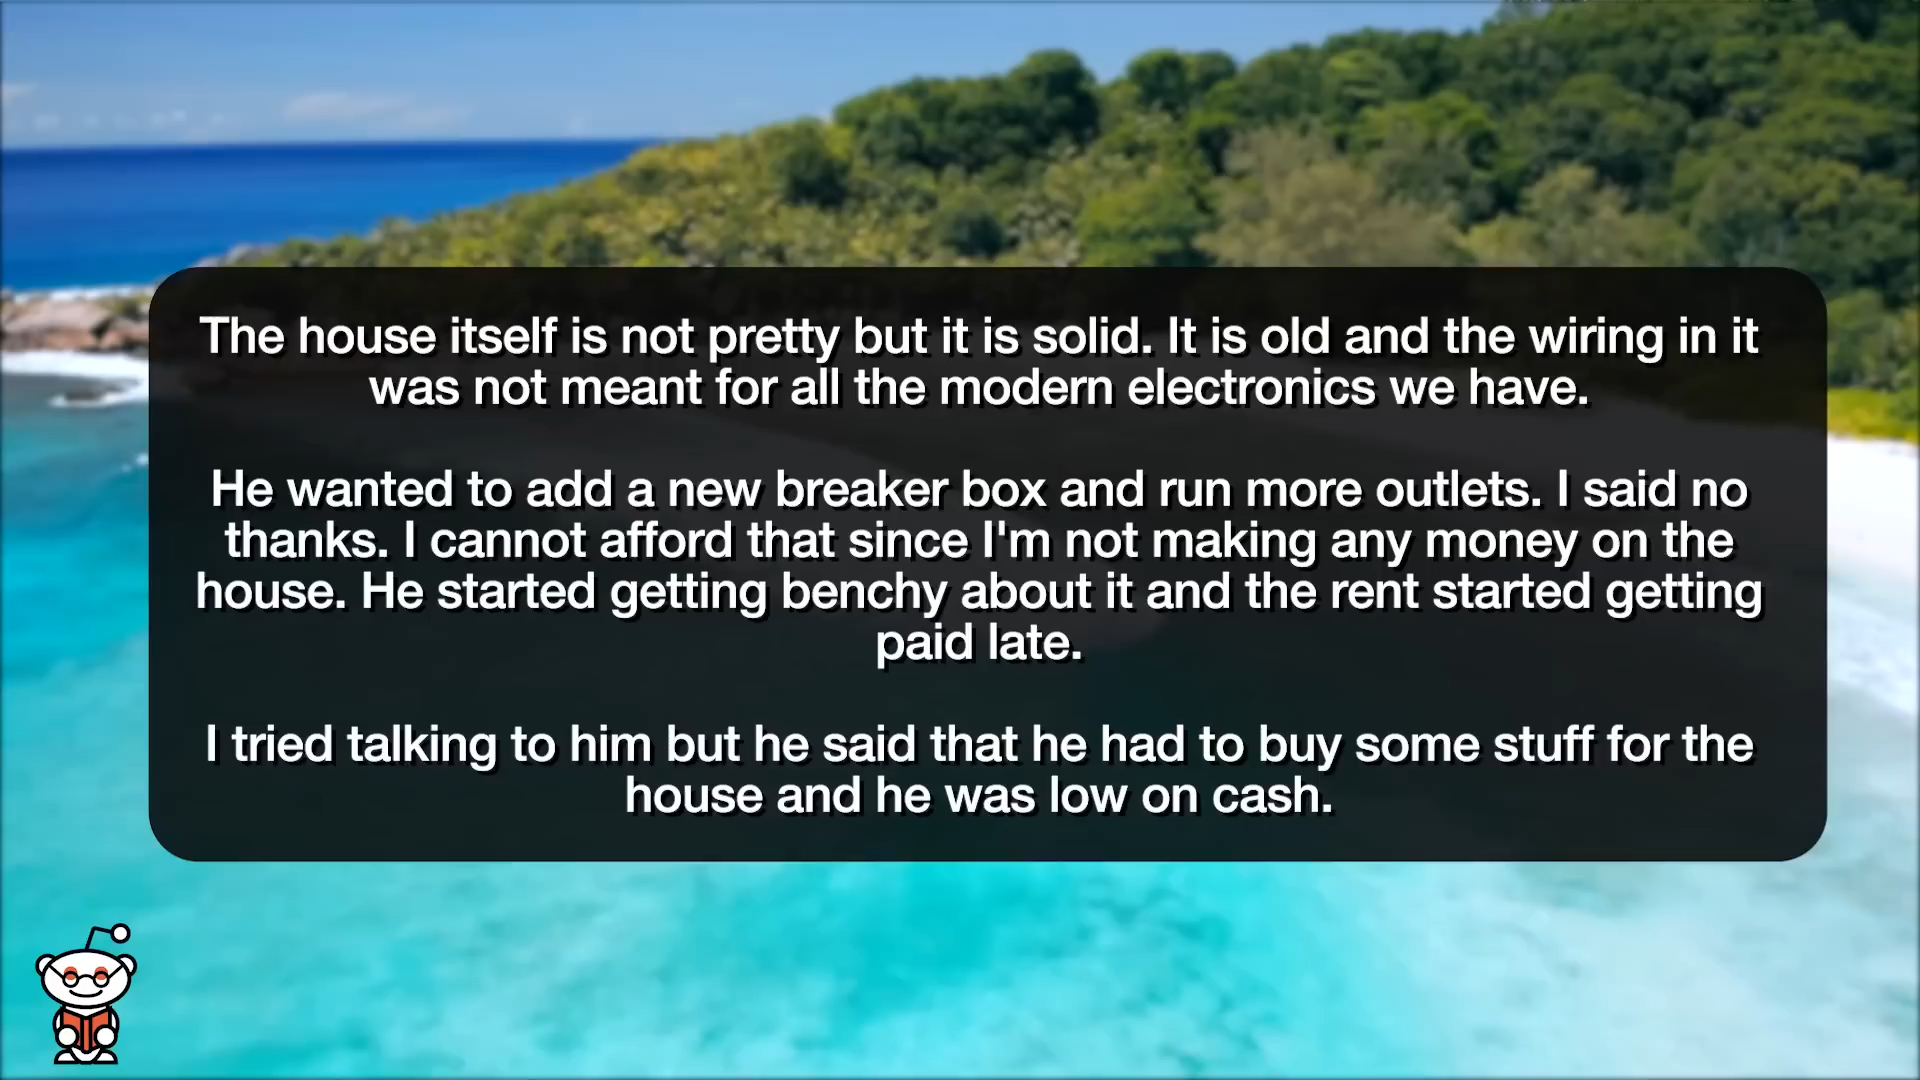 The house itself is not pretty but it is solid. It is old and the wiring in it
was not meant for all the modern electronics we have.
He wanted to add a new breaker box and run more outlets. I said no
thanks. I cannot afford that since I'm not making any money on the
house. He started getting benchy about it and the rent started getting
paid late.
I tried talking to him but he said that he had to buy some stuff for the
house and he was low on cash.